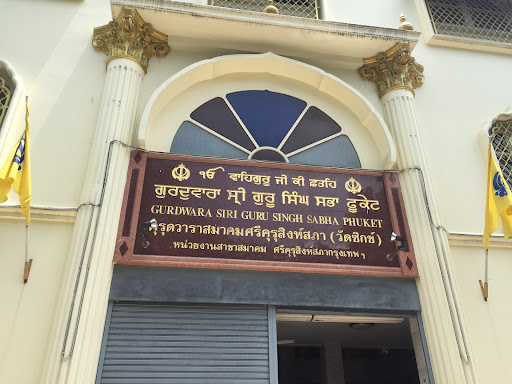 ੴ ਵਾਹਿਗੁਰੂ ਜੀ ਕੀ ਫਤਹਿ
ਗੁਰਦੁਵਾਰਾ ਸ੍ਰੀ ਗੁਰੂ ਸਿੰਘ ਸਭਾ ਫੂਕੇਟ
GURDWARA SIRI GURU SINGH SABHA PHUKET
คุรุดวาราสมาคมศรีคุรุสิงห์สภา (วัดซิกข์)
หน่วยงานสาขาสมาคม ศรีคุรุสิงห์สภากรุงเทพ ฯ